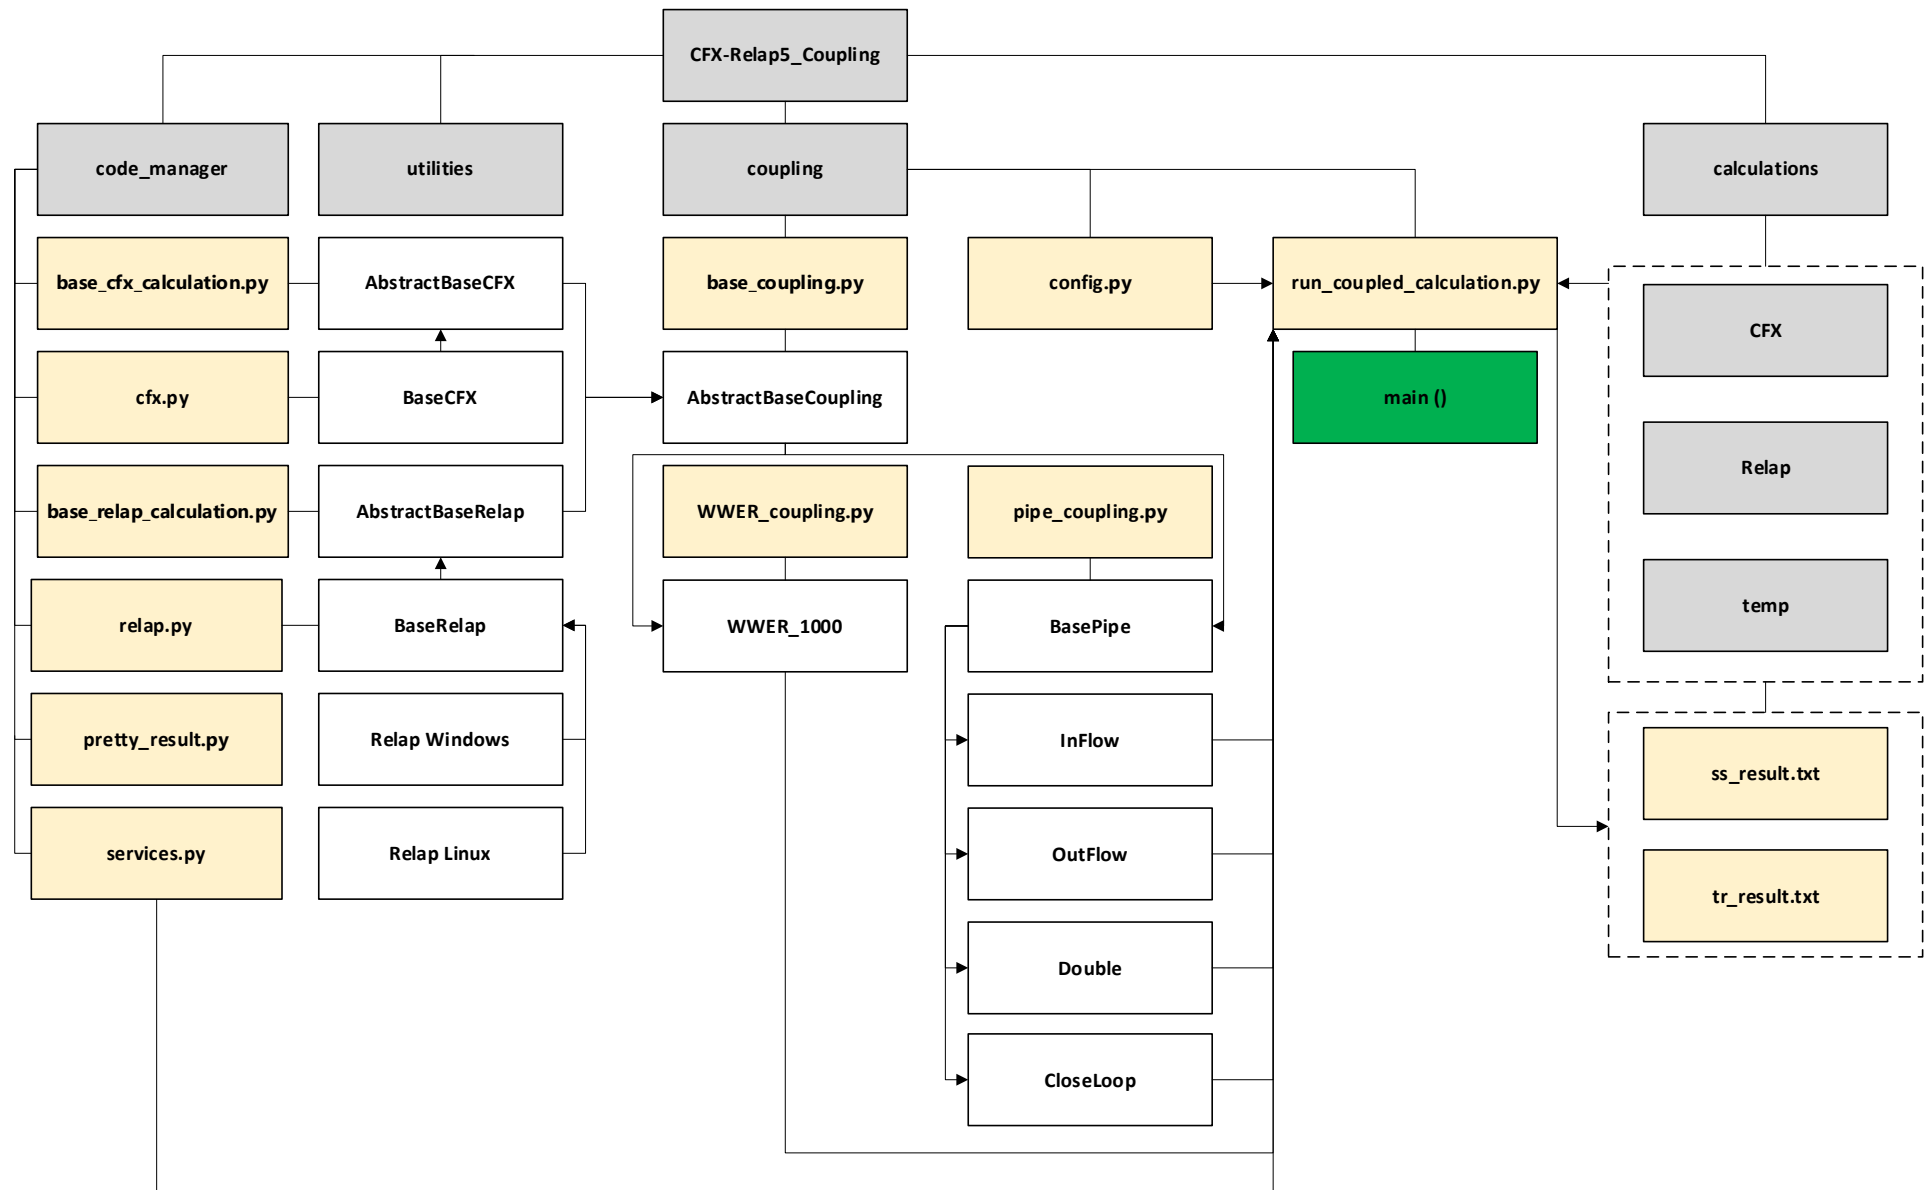 CFX-Relap5_Coupling
code_manager
utilities
coupling
calculations
base_cfx_calculation.py
AbstractBaseCFX
base_coupling.py
config.py
run_coupled_calculation.py
CFX
cfx.py
BaseCFX
AbstractBaseCoupling
main ()
Relap
base_relap_calculation.py
AbstractBaseRelap
WWER_coupling.py
pipe_coupling.py
temp
relap.py
BaseRelap
WWER_1000
BasePipe
pretty_result.py
Relap Windows
InFlow
ss_result.txt
services.py
Relap Linux
OutFlow
tr_result.txt
Double
CloseLoop